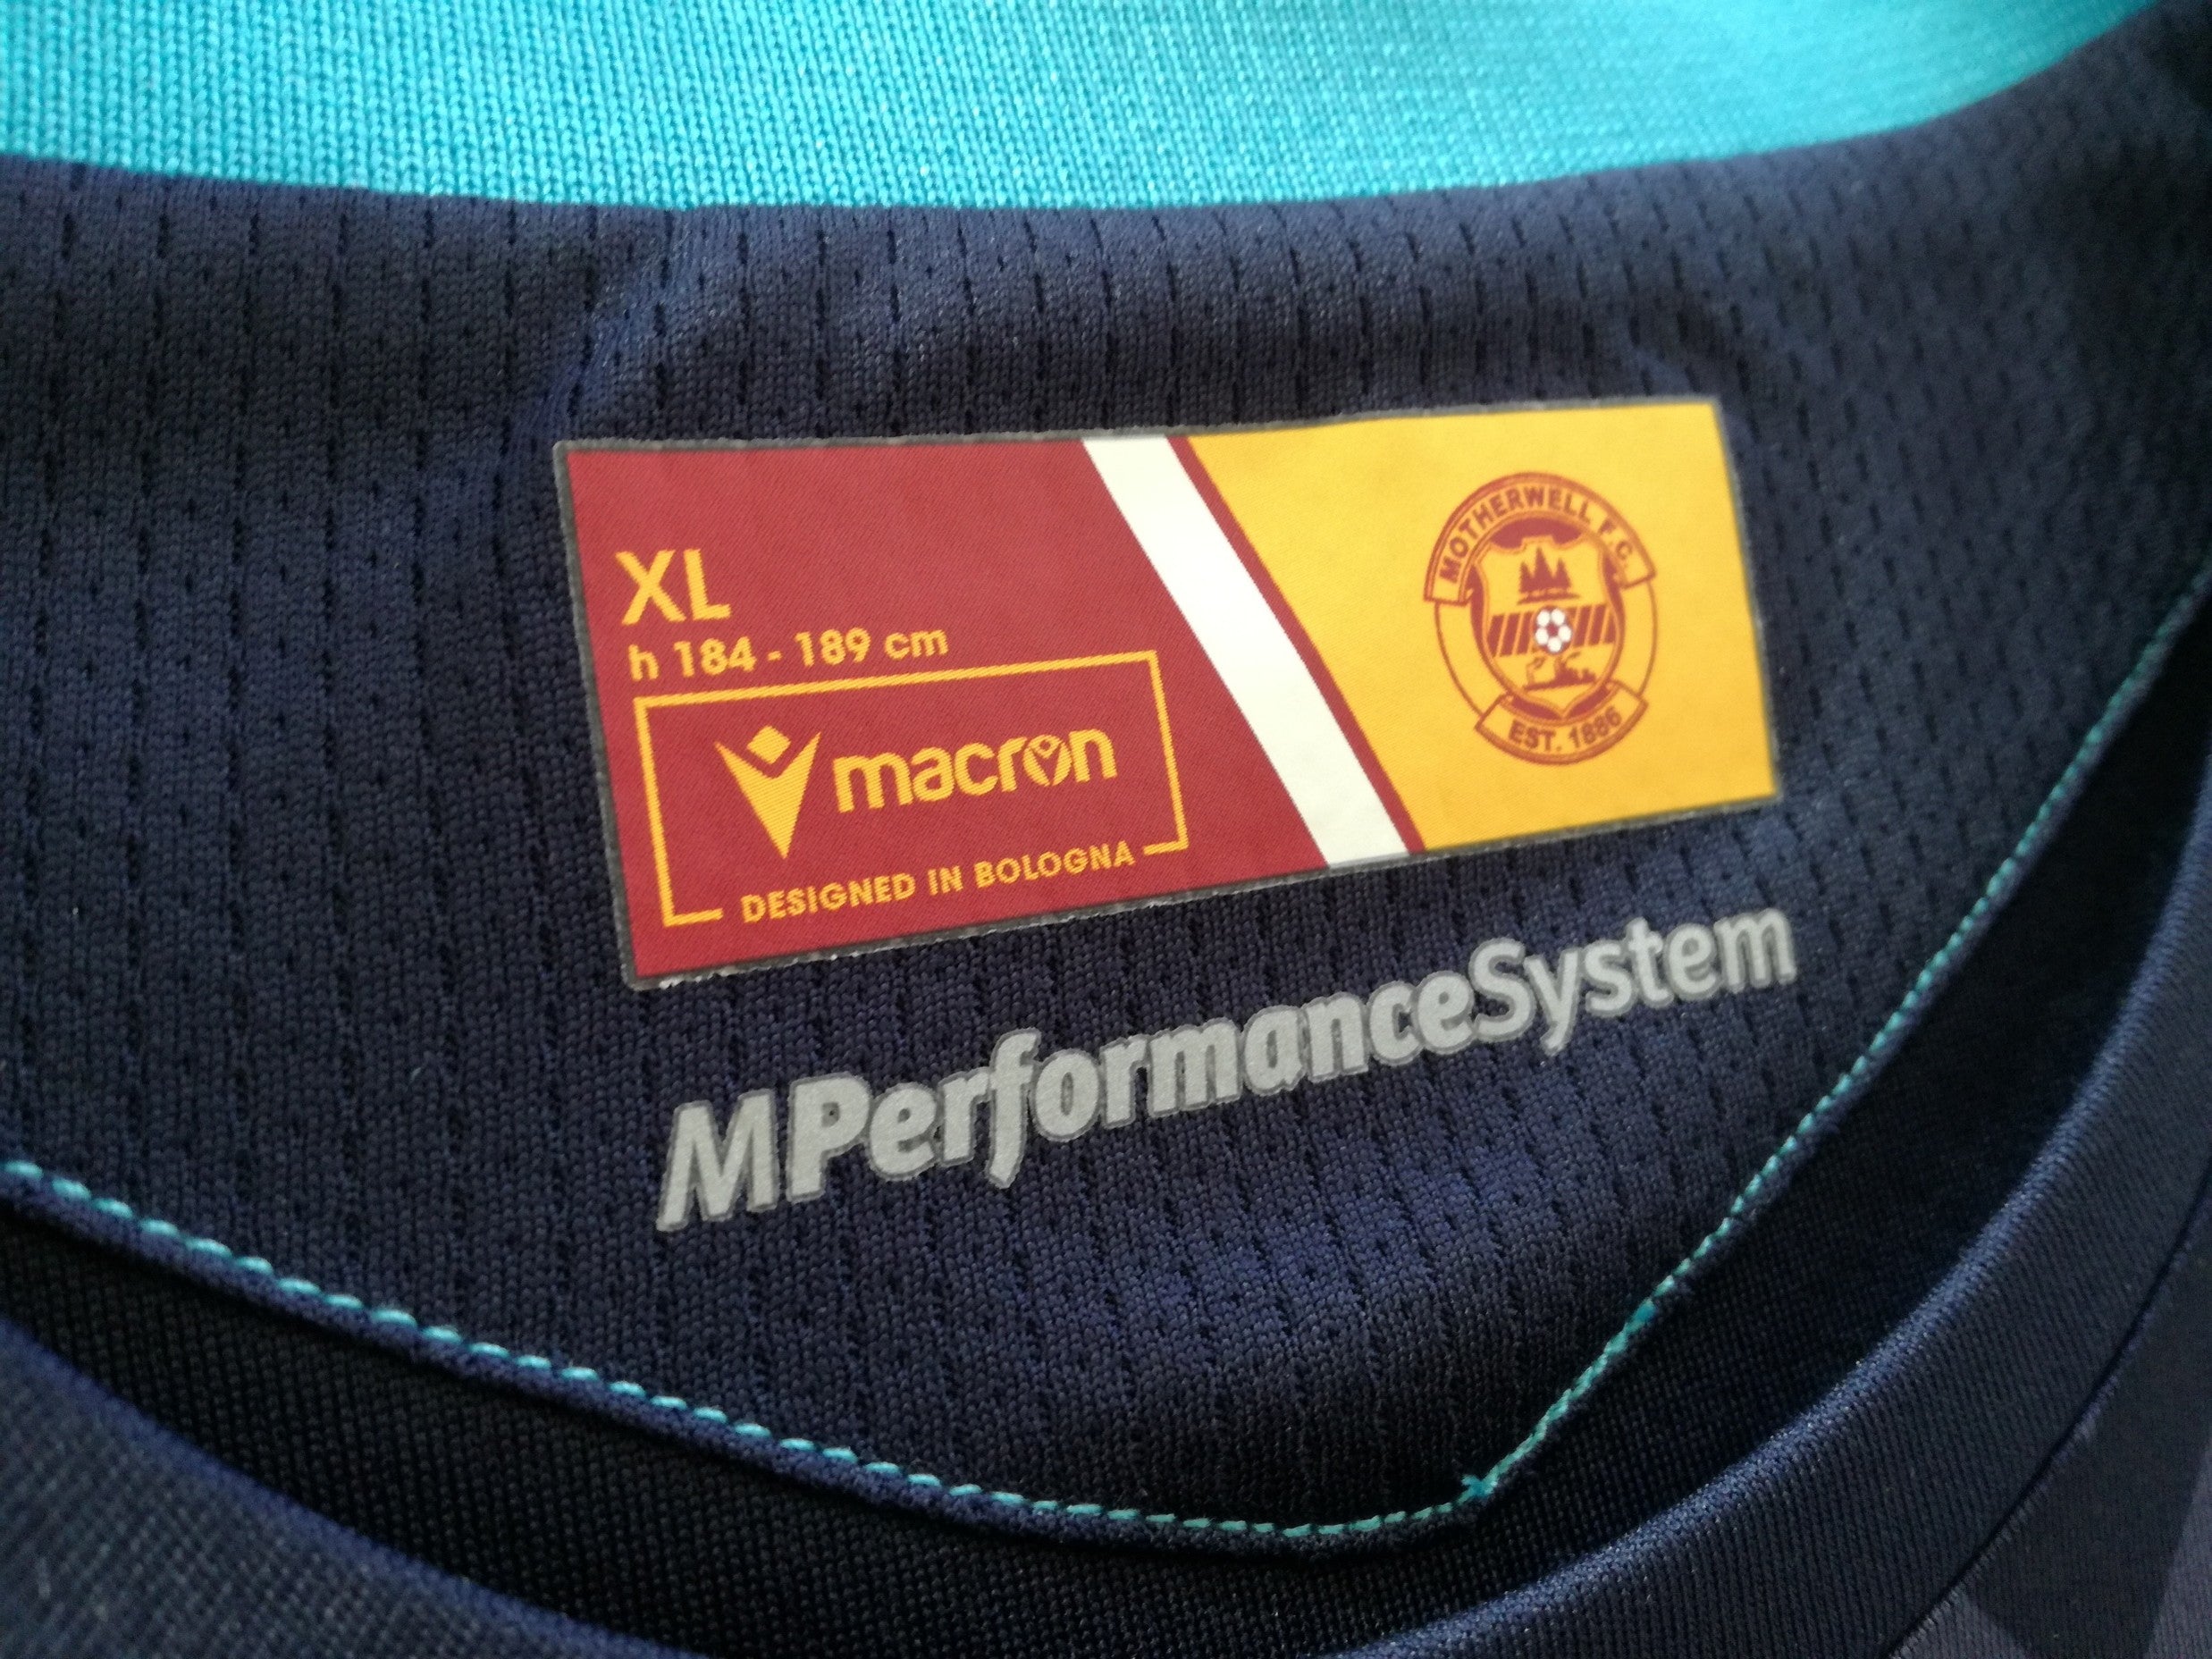 XL
h 184 - 189 cm
macron
DESIGNED IN BOLOGNA
MOTHERWELL F.C.
EST. 1886
MPerformanceSystem